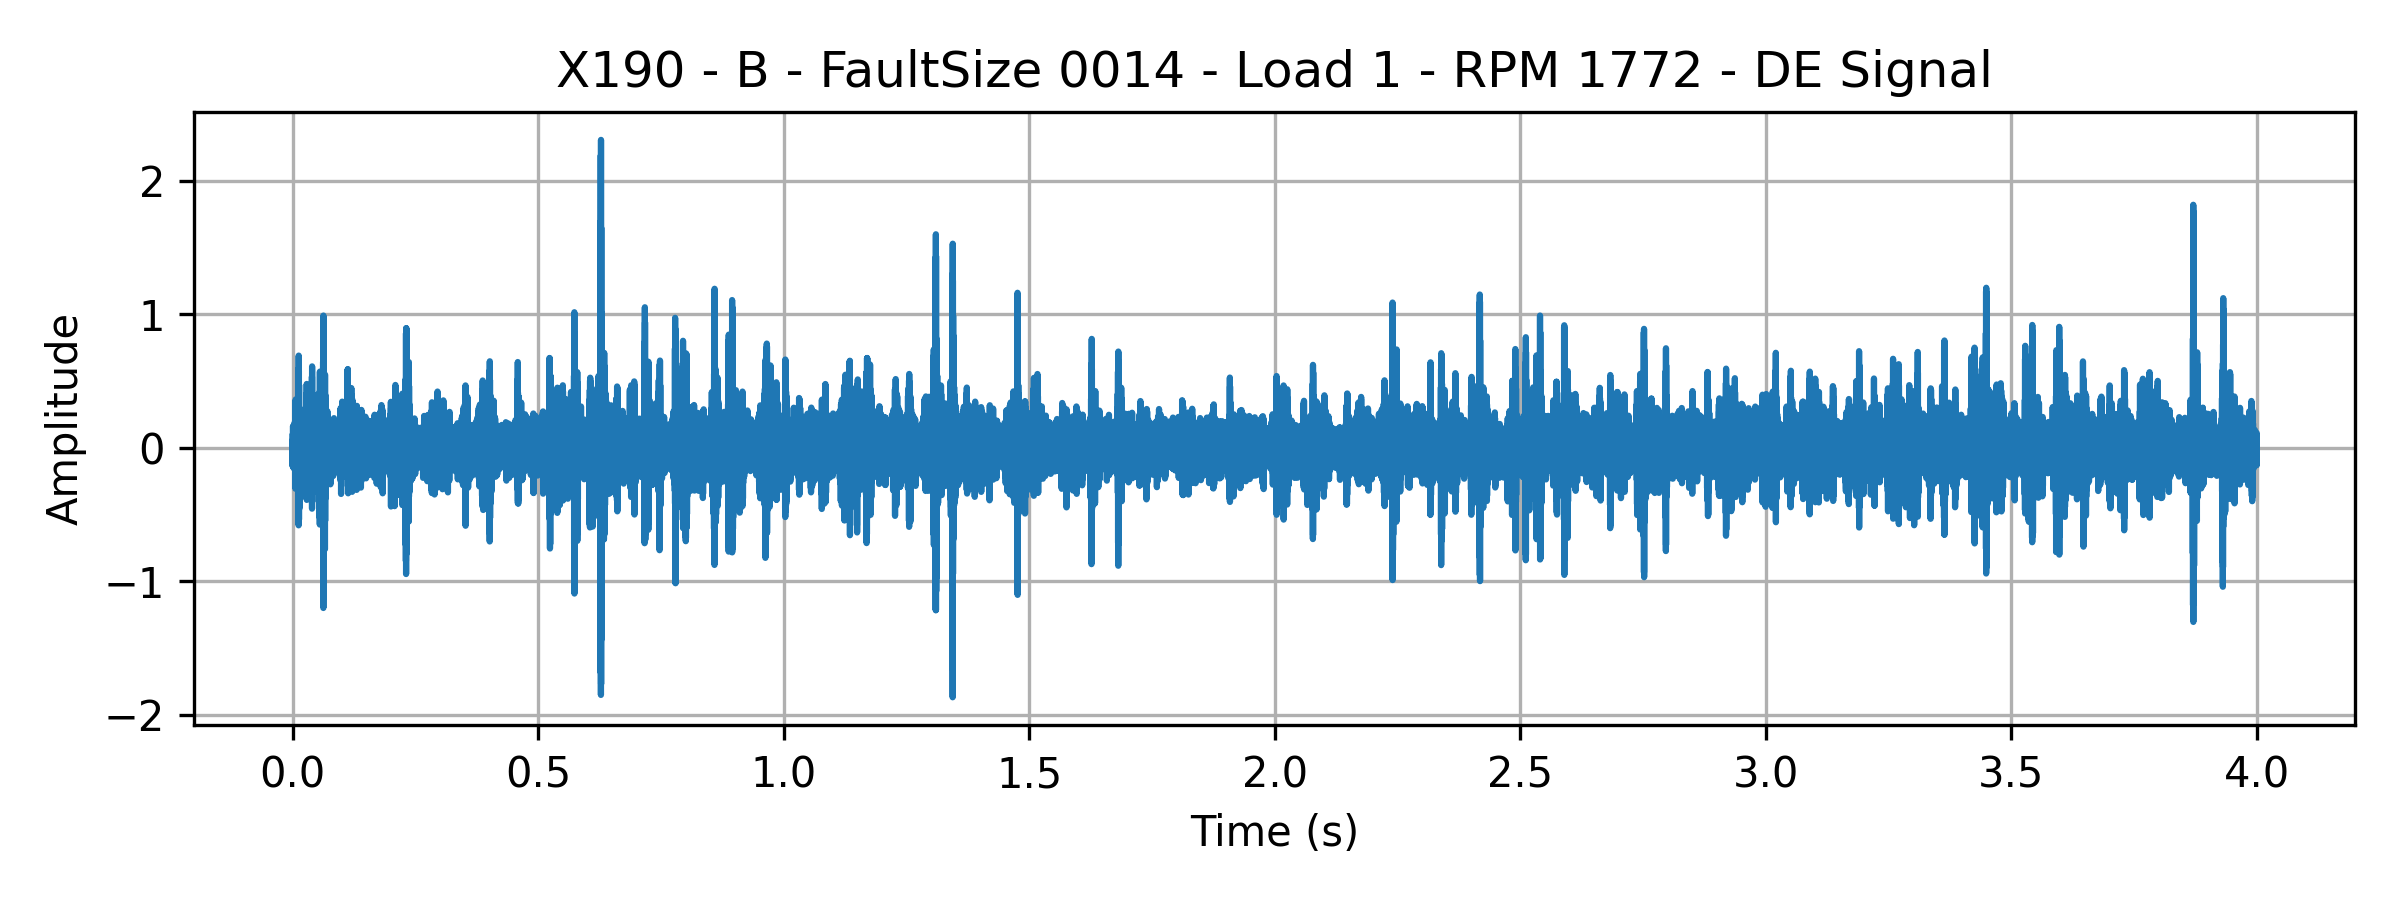 X190 - B - FaultSize 0014 - Load 1 - RPM 1772 - DE Signal
Amplitude
2
1
0
−1
−2
0.0 0.5 1.0 1.5 2.0 2.5 3.0 3.5 4.0
Time (s)